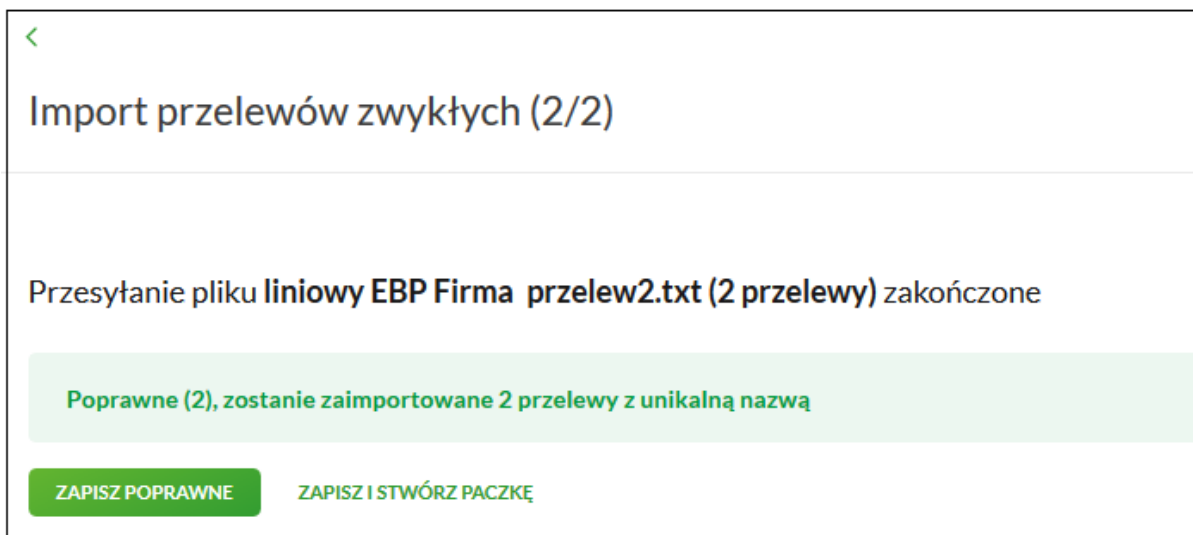 Import przelewów zwykłych (2/2)
Przesyłanie pliku liniowy EBP Firma przelew2.txt (2 przelewy) zakończone
Poprawne (2), zostanie zaimportowane 2 przelewy z unikalną nazwą
ZAPISZ POPRAWNE ZAPISZ I STWÓRZ PACZKĘ